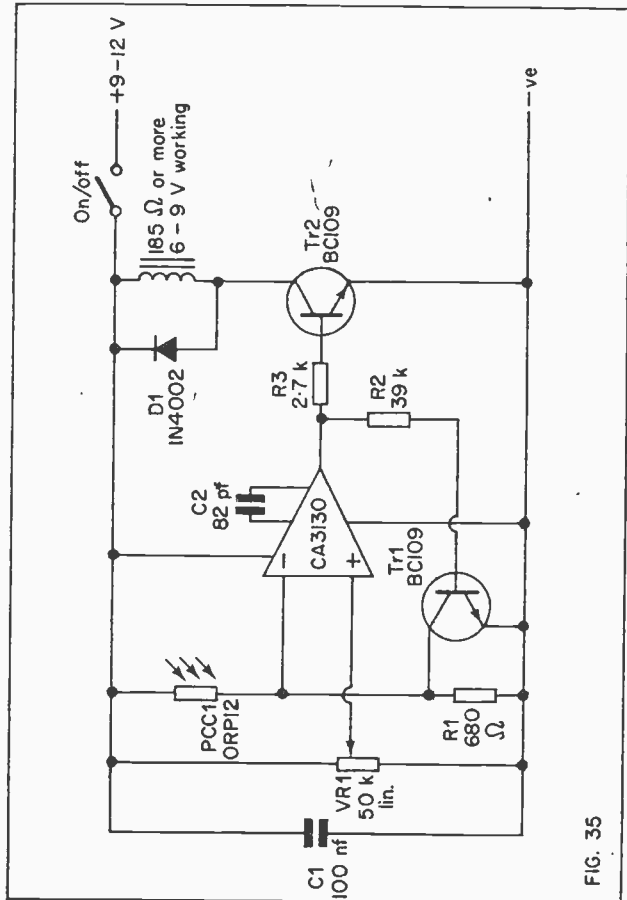 On/off
+9-12 V
185 Ω or more
6 - 9 V working
D1
1N4002
Tr2
BC109
R3
2·7 k
R2
39 k
C2
82 pf
CA3130
−
+
Tr1
BC109
PCC1
ORP12
R1
680
Ω
VR1
50 k
lin.
C1
100 nf
−ve
FIG. 35